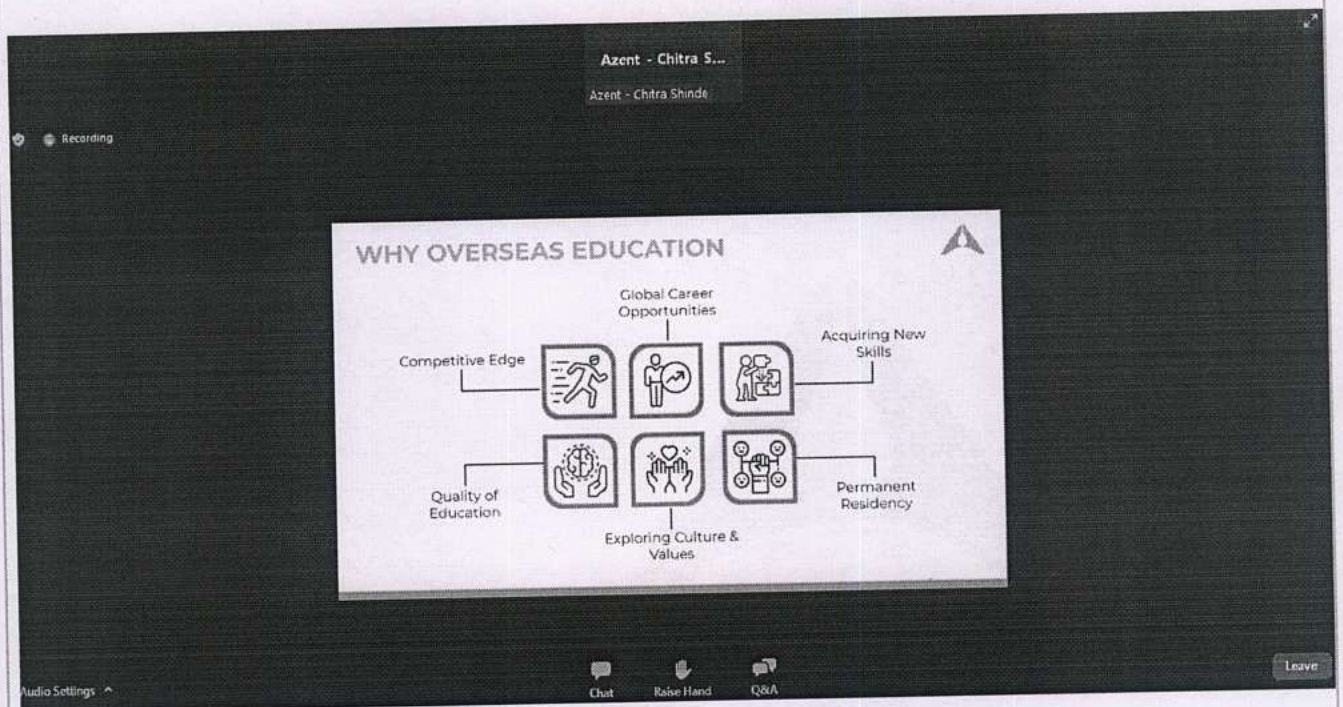 Azent - Chitra S...
Azent - Chitra Shinde
Recording
WHY OVERSEAS EDUCATION
Global Career
Opportunities
Competitive Edge
Acquiring New
Skills
Quality of
Education
Exploring Culture &
Values
Permanent
Residency
Audio Settings
Chat
Raise Hand
Q&A
Leave